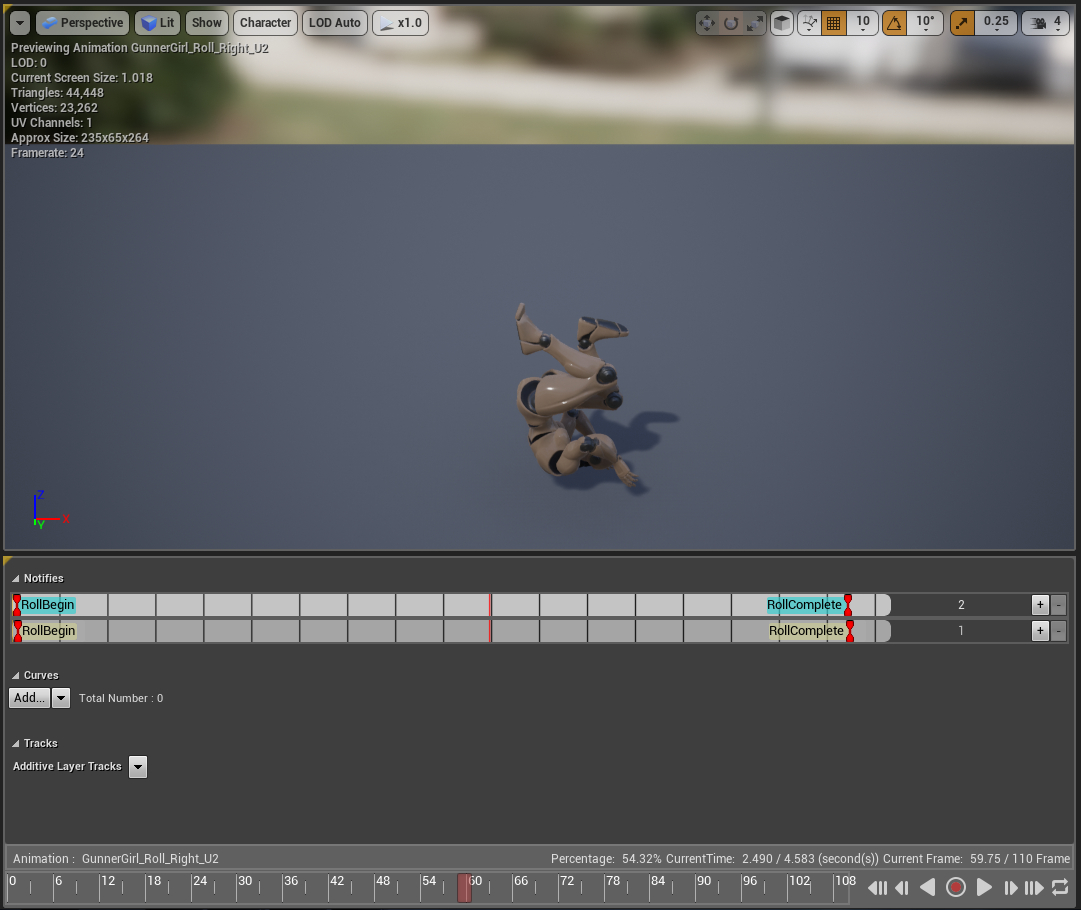 Perspective Lit Show Character LOD Auto x1.0 10 10° 0.25 4
Previewing Animation GunnerGirl_Roll_Right_U2
LOD: 0
Current Screen Size: 1.018
Triangles: 44,448
Vertices: 23,262
UV Channels: 1
Approx Size: 235x65x264
Framerate: 24
Z
X
Y
Notifies
RollBegin RollComplete 2 + -
RollBegin RollComplete 1 + -
Curves
Add... Total Number : 0
Tracks
Additive Layer Tracks
Animation : GunnerGirl_Roll_Right_U2 Percentage: 54.32% CurrentTime: 2.490 / 4.583 (second(s)) Current Frame: 59.75 / 110 Frame
0 6 12 18 24 30 36 42 48 54 60 66 72 78 84 90 96 102 108